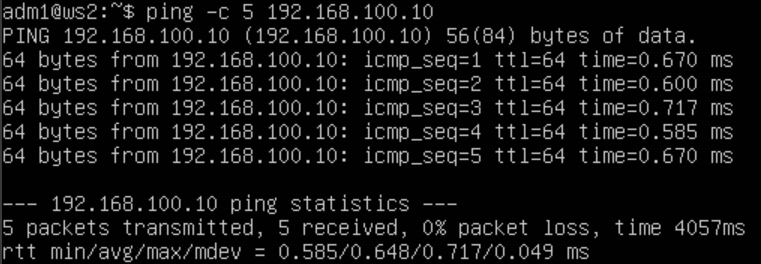 adm1@ws2:~$ ping -c 5 192.168.100.10
PING 192.168.100.10 (192.168.100.10) 56(84) bytes of data.
64 bytes from 192.168.100.10: icmp_seq=1 ttl=64 time=0.670 ms
64 bytes from 192.168.100.10: icmp_seq=2 ttl=64 time=0.600 ms
64 bytes from 192.168.100.10: icmp_seq=3 ttl=64 time=0.717 ms
64 bytes from 192.168.100.10: icmp_seq=4 ttl=64 time=0.585 ms
64 bytes from 192.168.100.10: icmp_seq=5 ttl=64 time=0.670 ms
--- 192.168.100.10 ping statistics ---
5 packets transmitted, 5 received, 0% packet loss, time 4057ms
rtt min/avg/max/mdev = 0.585/0.648/0.717/0.049 ms